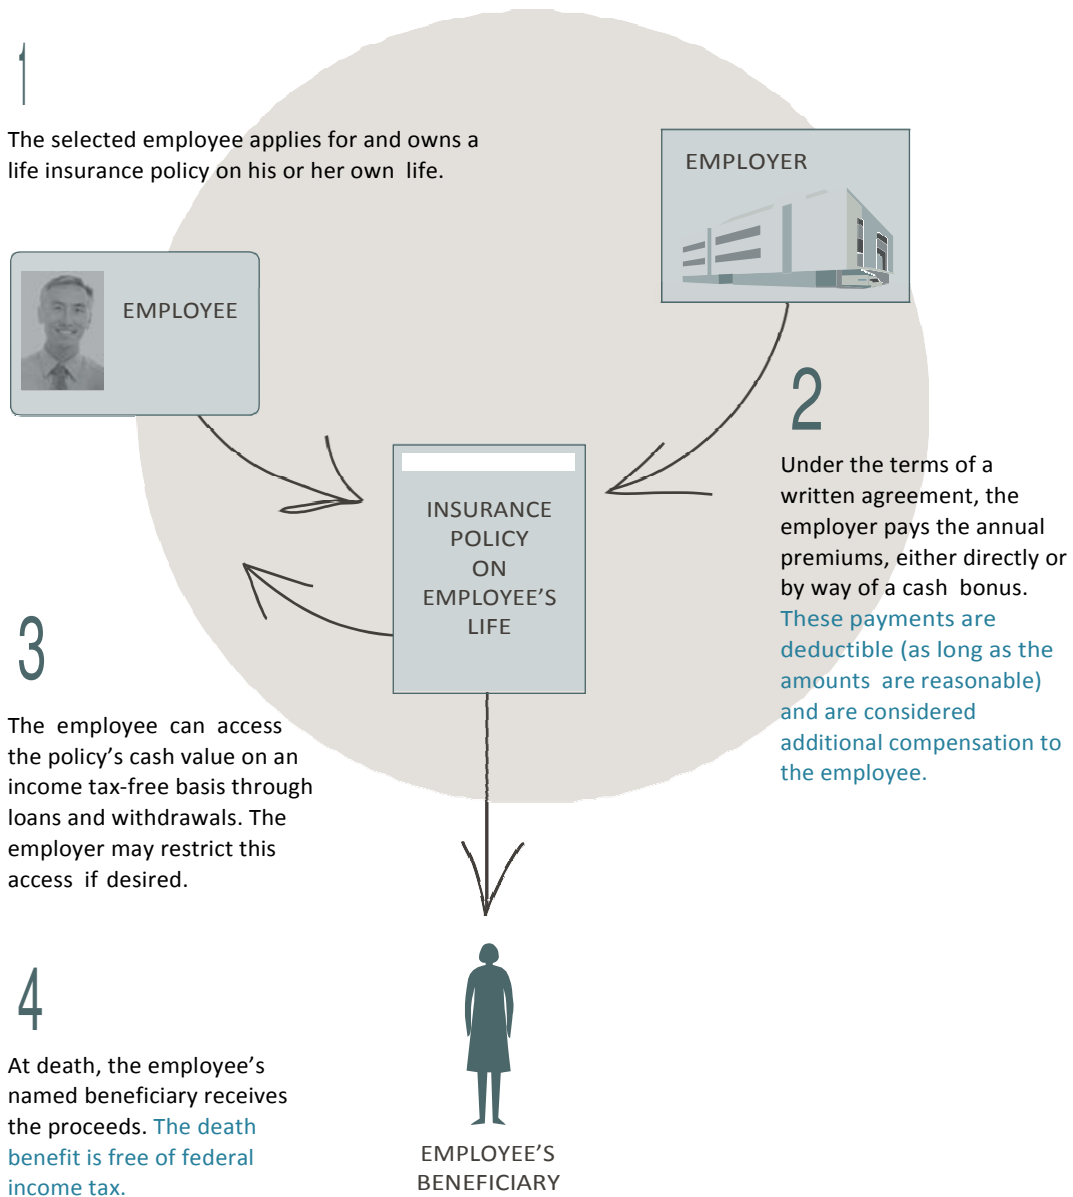 1
The selected employee applies for and owns a
life insurance policy on his or her own life.
EMPLOYER
EMPLOYEE
2
Under the terms of a
written agreement, the
employer pays the annual
premiums, either directly or
by way of a cash bonus.
These payments are
deductible (as long as the
amounts are reasonable)
and are considered
additional compensation to
the employee.
INSURANCE
POLICY
ON
EMPLOYEE'S
LIFE
3
The employee can access
the policy's cash value on an
income tax-free basis through
loans and withdrawals. The
employer may restrict this
access if desired.
4
At death, the employee's
named beneficiary receives
the proceeds. The death
benefit is free of federal
income tax.
EMPLOYEE'S
BENEFICIARY